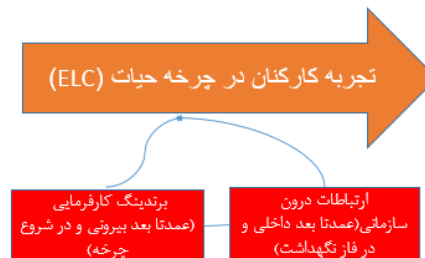 تجربه کارکنان در چرخه حیات (ELC)
ارتباطات درون
سازمانی(عمدتا بعد داخلی و
در فاز نگهداشت)
برندینگ کارفرمایی
(عمدتا بعد بیرونی و در شروع
چرخه)